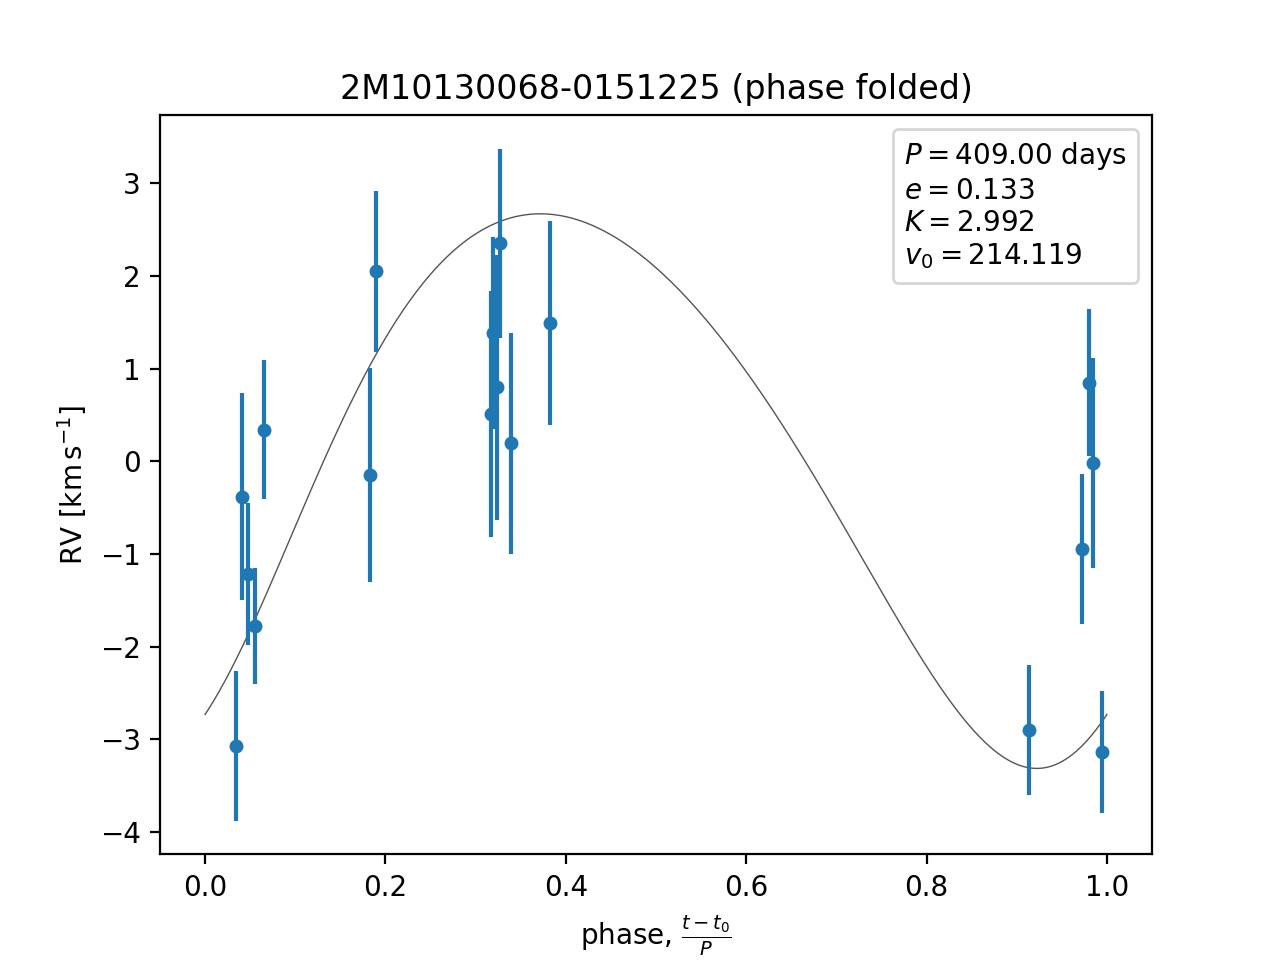 2M10130068-0151225 (phase folded)
P = 409.00 days
e = 0.133
K = 2.992
v₀ = 214.119
3
2
1
0
−1
−2
−3
−4
RV [km s⁻¹]
0.0 0.2 0.4 0.6 0.8 1.0
phase, (t − t₀)/P